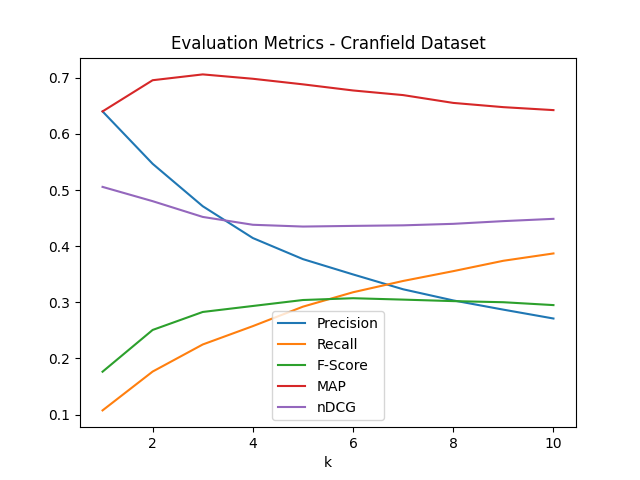 Evaluation Metrics - Cranfield Dataset
0.7
0.6
0.5
0.4
0.3
0.2
0.1
Precision
Recall
F-Score
MAP
nDCG
2 4 6 8 10
k